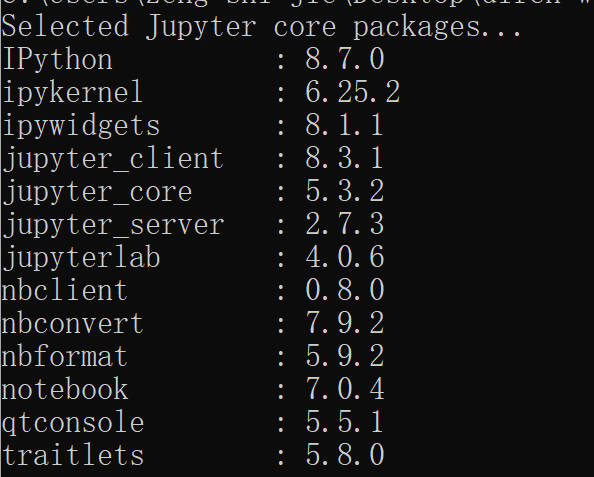 Selected Jupyter core packages...
IPython : 8.7.0
ipykernel : 6.25.2
ipywidgets : 8.1.1
jupyter_client : 8.3.1
jupyter_core : 5.3.2
jupyter_server : 2.7.3
jupyterlab : 4.0.6
nbclient : 0.8.0
nbconvert : 7.9.2
nbformat : 5.9.2
notebook : 7.0.4
qtconsole : 5.5.1
traitlets : 5.8.0